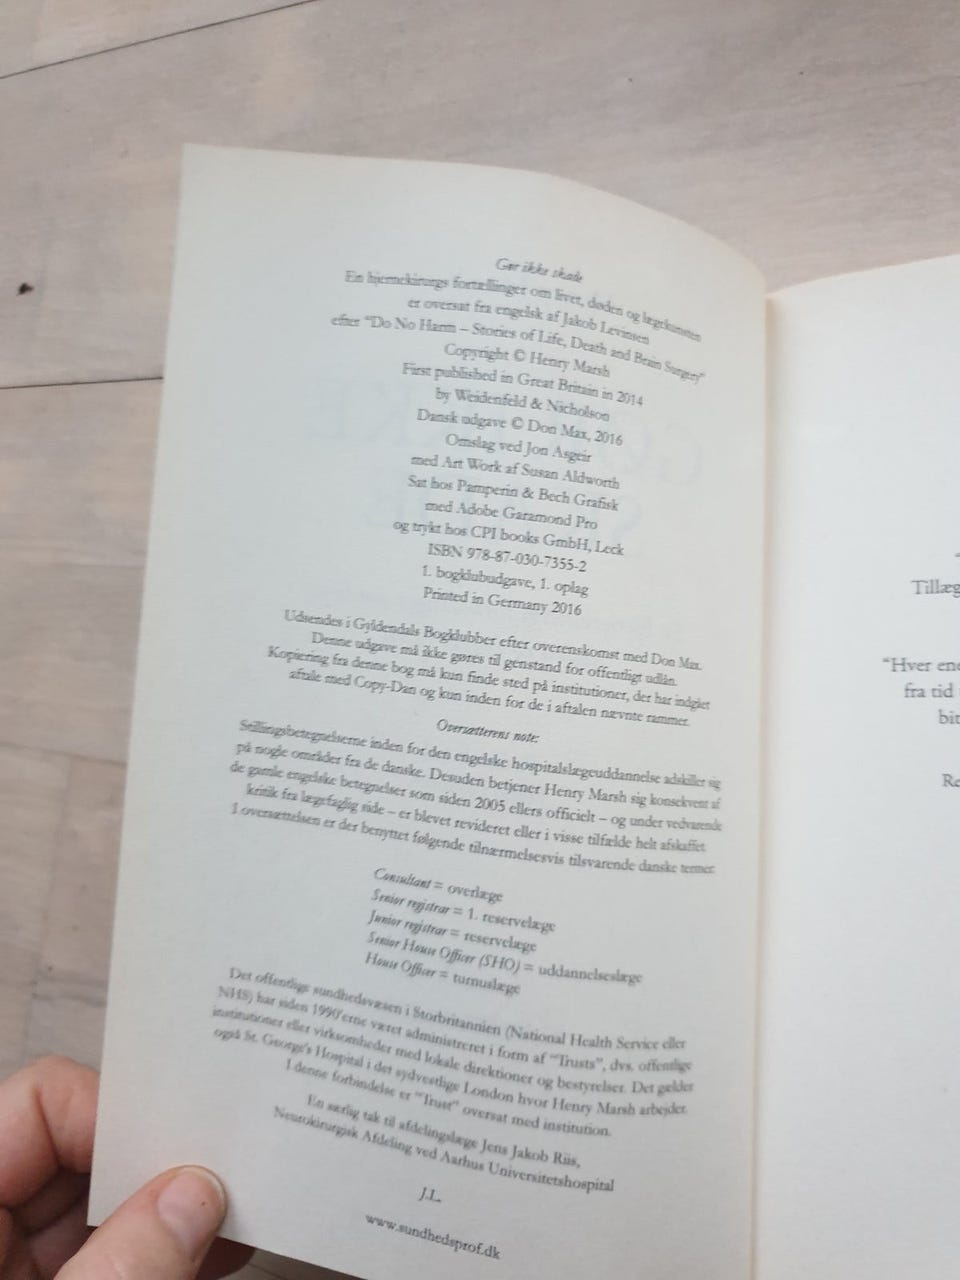 Gør ikke skade
En hjernekirurgs fortællinger om livet, døden og lægekunsten
er oversat fra engelsk af Jakob Levinsen
efter "Do No Harm – Stories of Life, Death and Brain Surgery"
Copyright © Henry Marsh
First published in Great Britain in 2014
by Weidenfeld & Nicholson
Dansk udgave © Don Max, 2016
Omslag ved Jon Asgeir
med Art Work af Susan Aldworth
Sat hos Pamperin & Bech Grafisk
med Adobe Garamond Pro
og trykt hos CPI books GmbH, Leck
ISBN 978-87-030-7355-2
1. bogklubudgave, 1. oplag
Printed in Germany 2016
Udsendes i Gyldendals Bogklubber efter overenskomst med Don Max.
Denne udgave må ikke gøres til genstand for offentligt udlån.
Kopiering fra denne bog må kun finde sted på institutioner, der har indgået
aftale med Copy-Dan og kun inden for de i aftalen nævnte rammer.
Oversætterens note:
Stillingsbetegnelserne inden for den engelske hospitalslægeuddannelse adskiller sig
på nogle områder fra de danske. Desuden betjener Henry Marsh sig konsekvent af
de gamle engelske betegnelser som siden 2005 ellers officielt – og under vedvarende
kritik fra lægefaglig side – er blevet revideret eller i visse tilfælde helt afskaffet.
I oversættelsen er der benyttet følgende tilnærmelsesvis tilsvarende danske termer:
Consultant = overlæge
Senior registrar = 1. reservelæge
Junior registrar = reservelæge
Senior House Officer (SHO) = uddannelseslæge
House Officer = turnuslæge
Det offentlige sundhedsvæsen i Storbritannien (National Health Service eller
NHS) har siden 1990'erne været administreret i form af "Trusts", dvs. offentlige
institutioner eller virksomheder med lokale direktioner og bestyrelser. Det gælder
også St. George's Hospital i det sydvestlige London hvor Henry Marsh arbejder.
I denne forbindelse er "Trust" oversat med institution.
En særlig tak til afdelingslæge Jens Jakob Riis,
Neurokirurgisk Afdeling ved Aarhus Universitetshospital
J.L.
www.sundhedsprof.dk
Tillæg
"Hver ene
fra tid
bit
Re